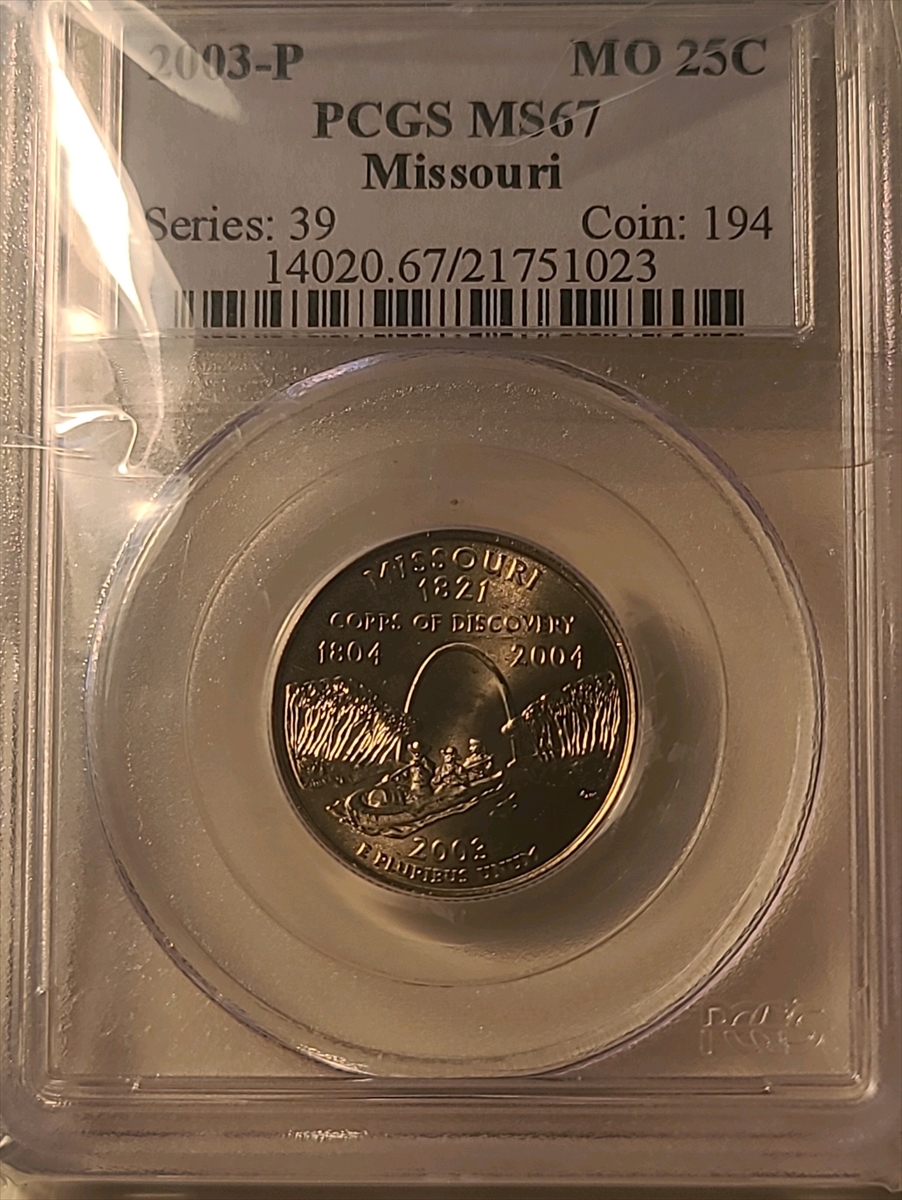 2003-P MO 25C
PCGS MS67
Missouri
Series: 39 Coin: 194
14020.67/21751023
MISSOURI
1821
CORPS OF DISCOVERY
1804 2004
2003
E PLURIBUS UNUM
PCGS